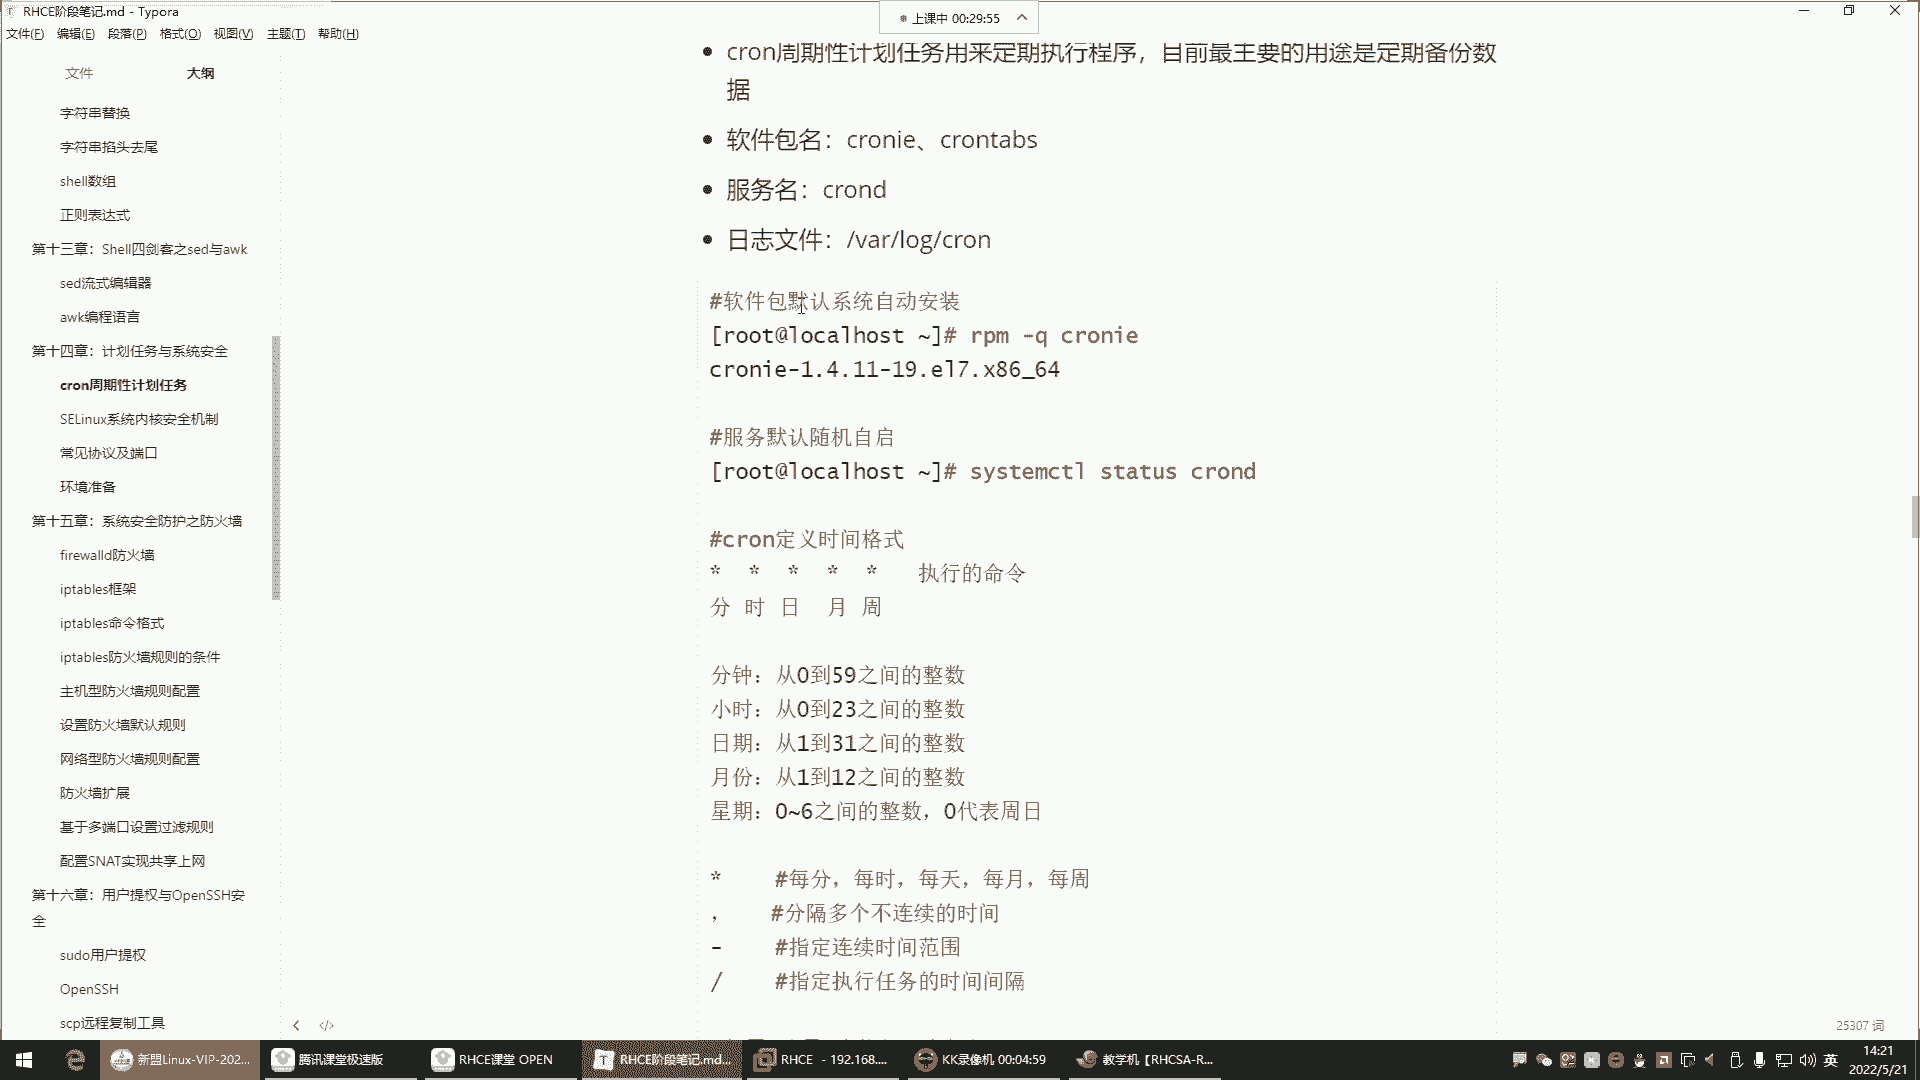 RHCE阶段笔记.md - Typora
上课中 00:29:55
文件(F) 编辑(E) 段落(P) 格式(O) 视图(V) 主题(T) 帮助(H)
文件 大纲
字符串替换
字符串掐头去尾
shell数组
正则表达式
第十三章：Shell四剑客之sed与awk
sed流式编辑器
awk编程语言
第十四章：计划任务与系统安全
cron周期性计划任务
SELinux系统内核安全机制
常见协议及端口
环境准备
第十五章：系统安全防护之防火墙
firewalld防火墙
iptables框架
iptables命令格式
iptables防火墙规则的条件
主机型防火墙规则配置
设置防火墙默认规则
网络型防火墙规则配置
防火墙扩展
基于多端口设置过滤规则
配置SNAT实现共享上网
第十六章：用户提权与OpenSSH安
全
sudo用户提权
OpenSSH
scp远程复制工具
cron周期性计划任务用来定期执行程序，目前最主要的用途是定期备份数
据
软件包名：cronie、crontabs
服务名：crond
日志文件：/var/log/cron
#软件包默认系统自动安装
[root@localhost ~]# rpm -q cronie
cronie-1.4.11-19.el7.x86_64
#服务默认随机自启
[root@localhost ~]# systemctl status crond
#cron定义时间格式
* * * * * 执行的命令
分 时 日 月 周
分钟：从0到59之间的整数
小时：从0到23之间的整数
日期：从1到31之间的整数
月份：从1到12之间的整数
星期：0~6之间的整数，0代表周日
* #每分，每时，每天，每月，每周
， #分隔多个不连续的时间
- #指定连续时间范围
/ #指定执行任务的时间间隔
25307 词
新盟Linux-VIP-202... 腾讯课堂极速版 RHCE课堂 OPEN RHCE阶段笔记.md... RHCE - 192.168.... KK录像机 00:04:59 教学机【RHCSA-R...
英
14:21
2022/5/21